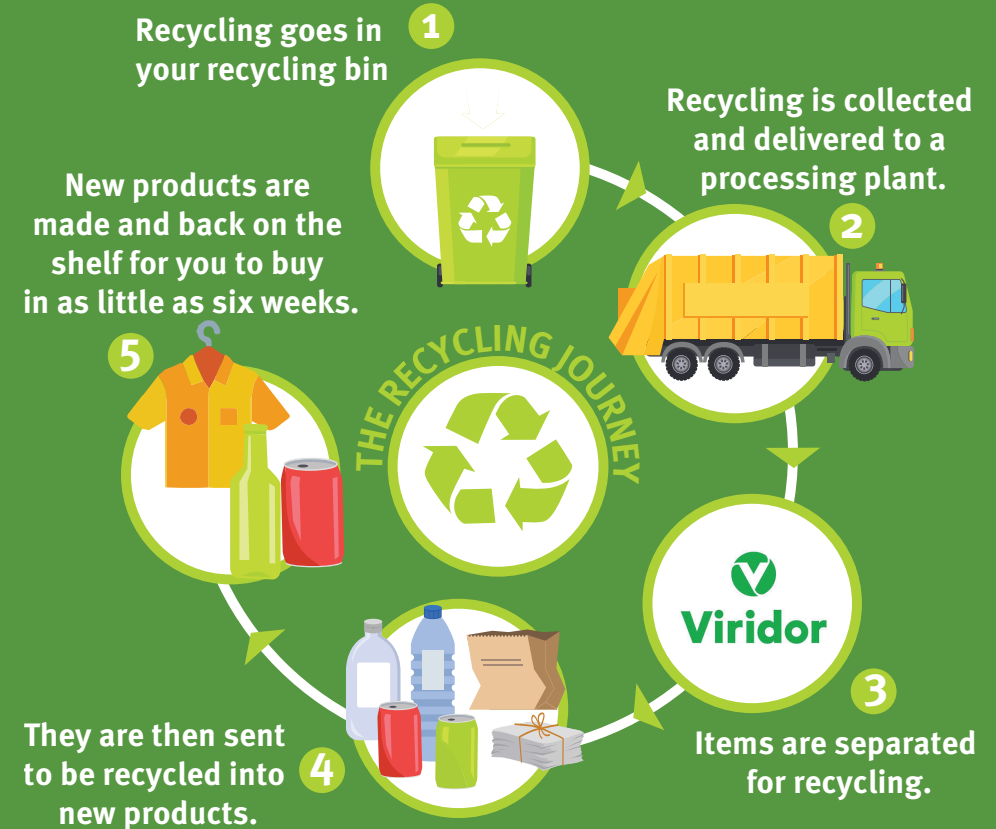 1
Recycling goes in
your recycling bin
2
Recycling is collected
and delivered to a
processing plant.
3
Viridor
Items are separated
for recycling.
4
They are then sent
to be recycled into
new products.
5
New products are
made and back on the
shelf for you to buy
in as little as six weeks.
THE RECYCLING JOURNEY